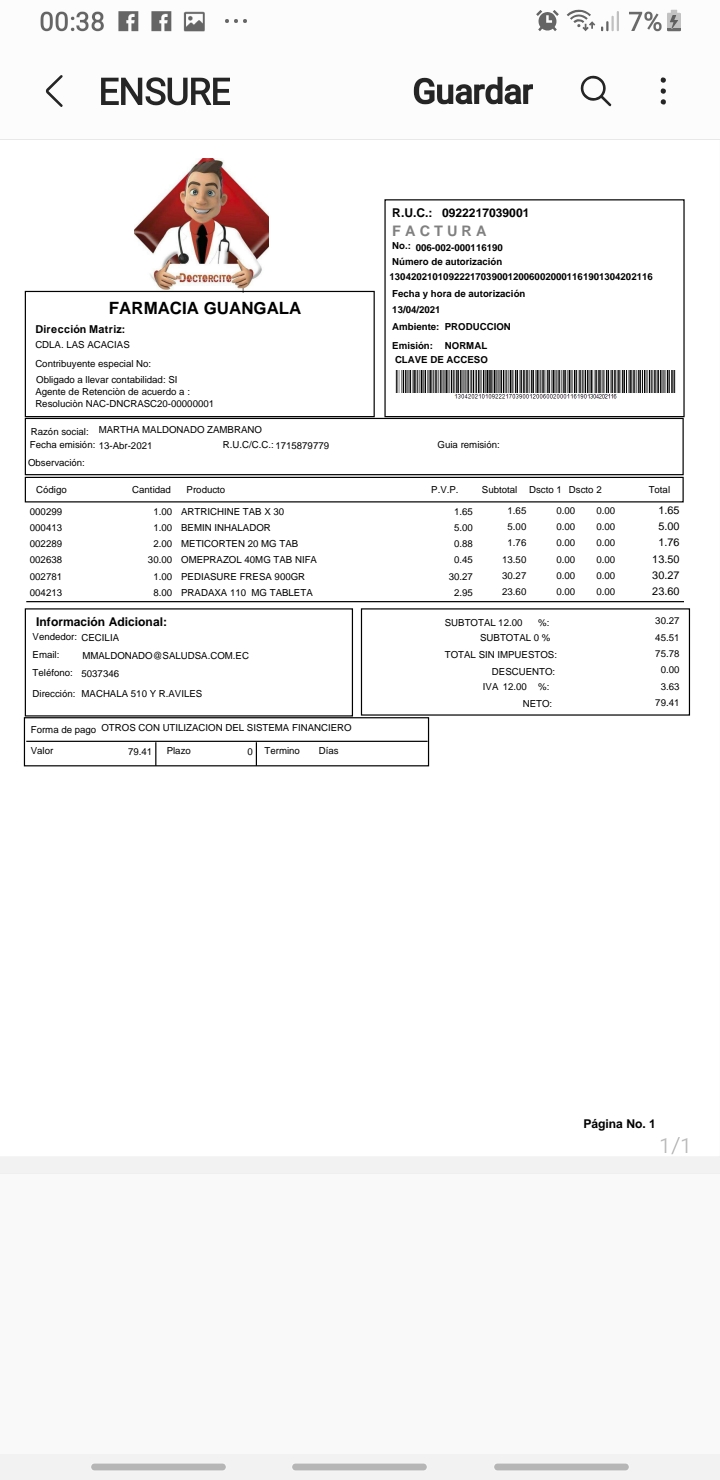 00:38 7%
ENSURE Guardar
DOCTORCITO
R.U.C.: 0922217039001
FACTURA
No.: 006-002-000116190
Número de autorización
1304202101092221703900120060020001161901304202116
Fecha y hora de autorización
13/04/2021
Ambiente: PRODUCCION
Emisión: NORMAL
CLAVE DE ACCESO
1304202101092221703900120060020001161901304202116
FARMACIA GUANGALA
Dirección Matriz:
CDLA. LAS ACACIAS
Contribuyente especial No:
Obligado a llevar contabilidad: SI
Agente de Retenciòn de acuerdo a :
Resoluciòn NAC-DNCRASC20-00000001
Razón social: MARTHA MALDONADO ZAMBRANO
Fecha emisión: 13-Abr-2021 R.U.C/C.C.: 1715879779 Guia remisión:
Observación:
Código Cantidad Producto P.V.P. Subtotal Dscto 1 Dscto 2 Total
000299 1.00 ARTRICHINE TAB X 30 1.65 1.65 0.00 0.00 1.65
000413 1.00 BEMIN INHALADOR 5.00 5.00 0.00 0.00 5.00
002289 2.00 METICORTEN 20 MG TAB 0.88 1.76 0.00 0.00 1.76
002638 30.00 OMEPRAZOL 40MG TAB NIFA 0.45 13.50 0.00 0.00 13.50
002781 1.00 PEDIASURE FRESA 900GR 30.27 30.27 0.00 0.00 30.27
004213 8.00 PRADAXA 110 MG TABLETA 2.95 23.60 0.00 0.00 23.60
Información Adicional:
Vendedor: CECILIA
Email: MMALDONADO@SALUDSA.COM.EC
Teléfono: 5037346
Dirección: MACHALA 510 Y R.AVILES
SUBTOTAL 12.00 %: 30.27
SUBTOTAL 0 % 45.51
TOTAL SIN IMPUESTOS: 75.78
DESCUENTO: 0.00
IVA 12.00 %: 3.63
NETO: 79.41
Forma de pago OTROS CON UTILIZACION DEL SISTEMA FINANCIERO
Valor 79.41 Plazo 0 Termino Días
Página No. 1
1/1